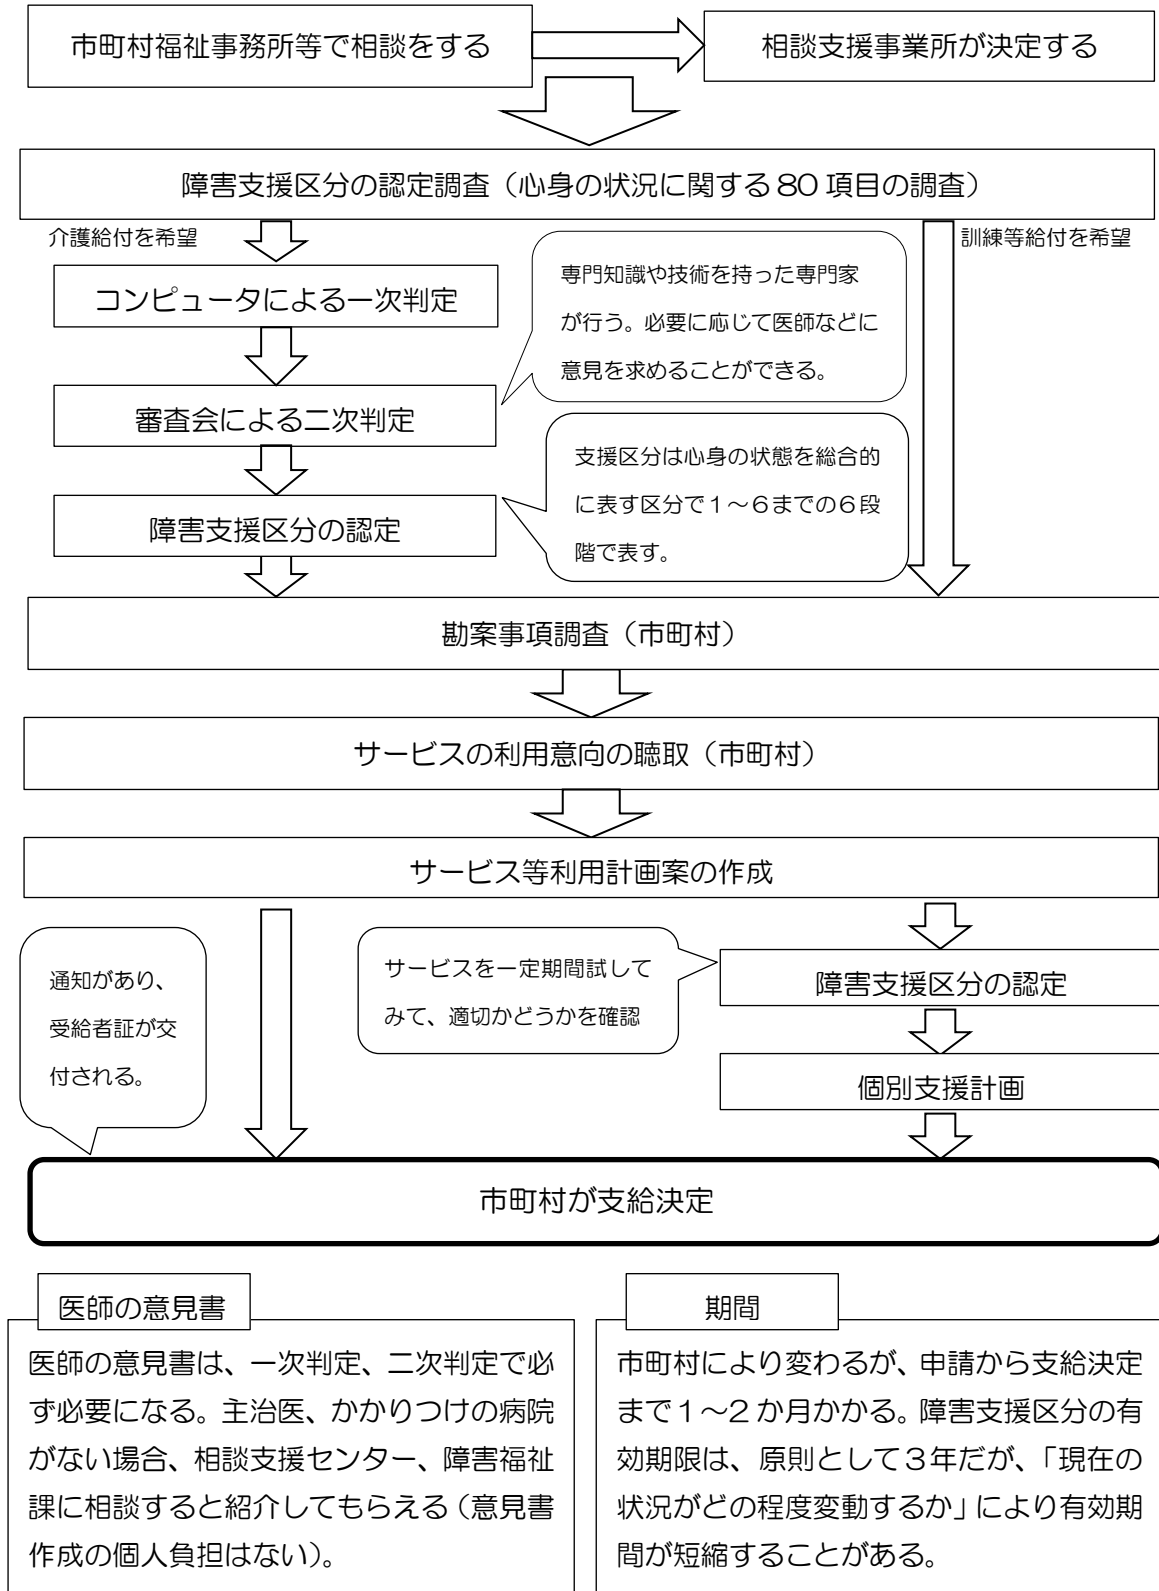 市町村福祉事務所等で相談をする
相談支援事業所が決定する
障害支援区分の認定調査（心身の状況に関する80項目の調査）
介護給付を希望
訓練等給付を希望
コンピュータによる一次判定
専門知識や技術を持った専門家
が行う。必要に応じて医師などに
意見を求めることができる。
審査会による二次判定
支援区分は心身の状態を総合的
に表す区分で１～６までの６段
階で表す。
障害支援区分の認定
勘案事項調査（市町村）
サービスの利用意向の聴取（市町村）
サービス等利用計画案の作成
通知があり、
受給者証が交
付される。
サービスを一定期間試して
みて、適切かどうかを確認
障害支援区分の認定
個別支援計画
市町村が支給決定
医師の意見書
医師の意見書は、一次判定、二次判定で必
ず必要になる。主治医、かかりつけの病院
がない場合、相談支援センター、障害福祉
課に相談すると紹介してもらえる（意見書
作成の個人負担はない）。
期間
市町村により変わるが、申請から支給決定
まで１～２か月かかる。障害支援区分の有
効期限は、原則として３年だが、「現在の
状況がどの程度変動するか」により有効期
間が短縮することがある。